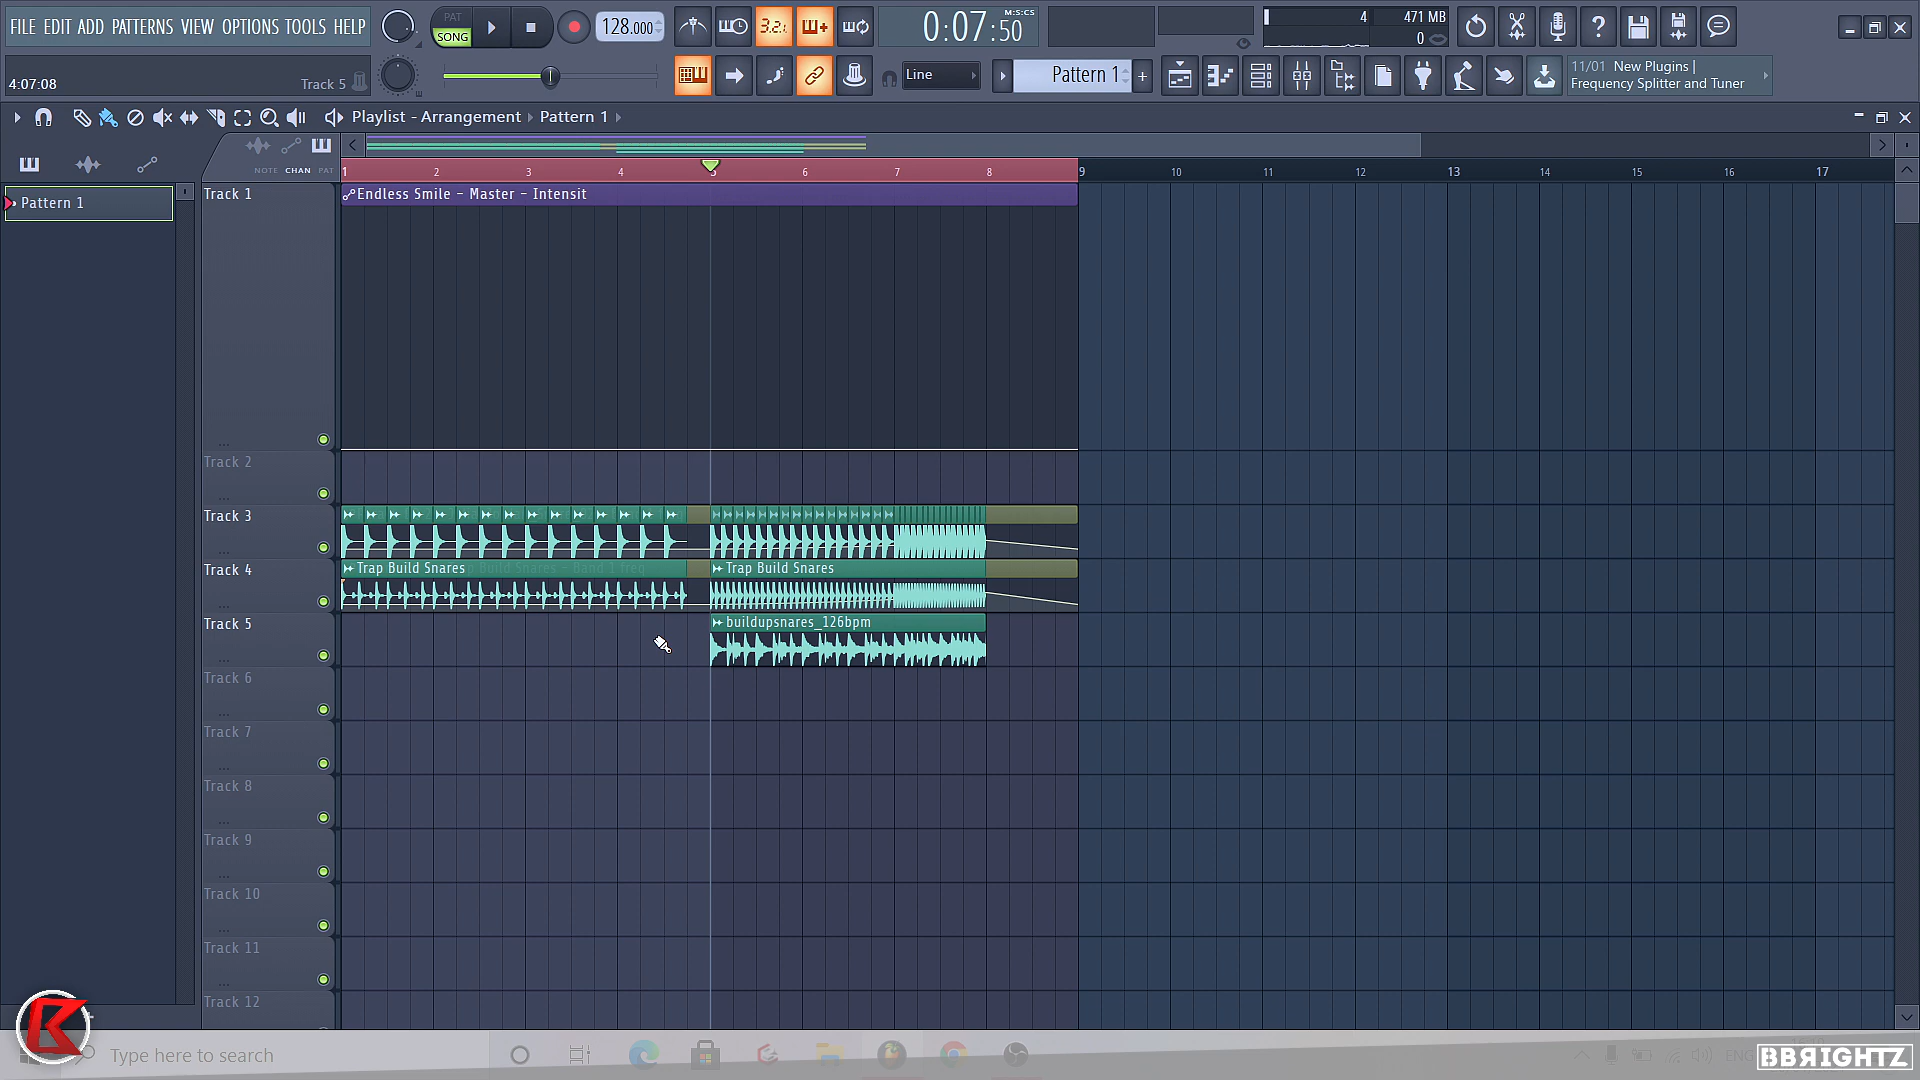 FILE EDIT ADD PATTERNS VIEW OPTIONS TOOLS HELP
PAT
SONG
128.000
3.2.
0:07:50
M:S:CS
4
471 MB
0
4:07:08
Track 5
Line
Pattern 1
+
11/01 New Plugins |
Frequency Splitter and Tuner
Playlist - Arrangement › Pattern 1 ›
NOTE CHAN PAT
1 2 3 4 5 6 7 8 9 10 11 12 13 14 15 16 17
Pattern 1
Track 1
Endless Smile - Master - Intensit
Track 2
Track 3
Track 4
Trap Build Snares
Build Snares - Band 1 freq
Trap Build Snares
Track 5
buildupsnares_126bpm
Track 6
Track 7
Track 8
Track 9
Track 10
Track 11
Track 12
K
Type here to search
ENG
BBRIGHTZ